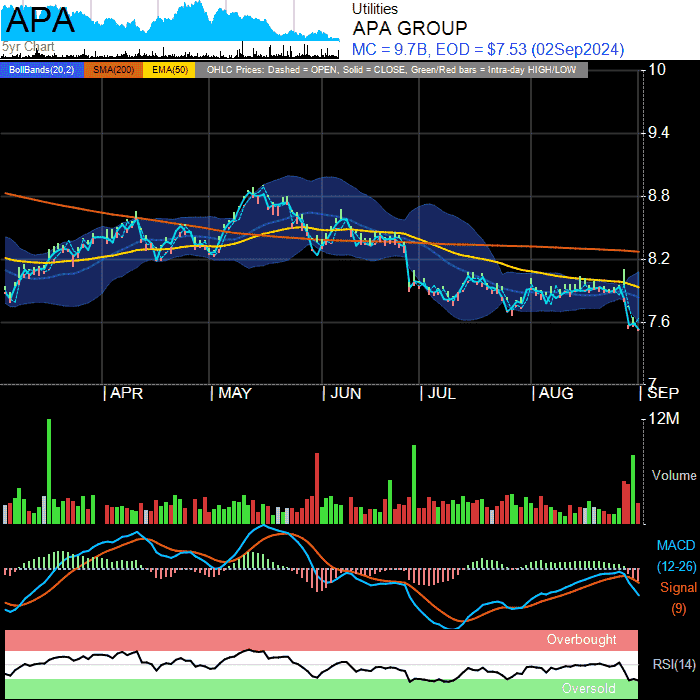 APA
5yr Chart
Utilities
APA GROUP
MC = 9.7B, EOD = $7.53 (02Sep2024)
BollBands(20,2) SMA(200) EMA(50) OHLC Prices: Dashed = OPEN, Solid = CLOSE, Green/Red bars = Intra-day HIGH/LOW
10
9.4
8.8
8.2
7.6
7
APR MAY JUN JUL AUG SEP
12M
Volume
MACD
(12-26)
Signal
(9)
Overbought
RSI(14)
Oversold